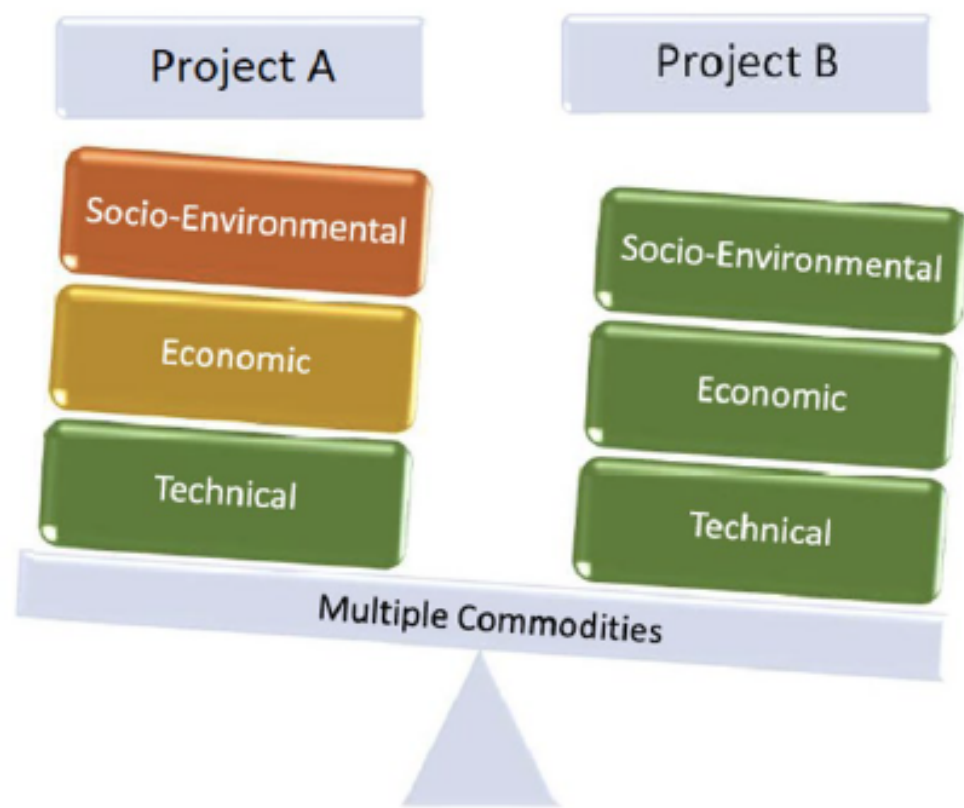 Project A
Project B
Socio-Environmental
Socio-Environmental
Economic
Economic
Technical
Technical
Multiple Commodities